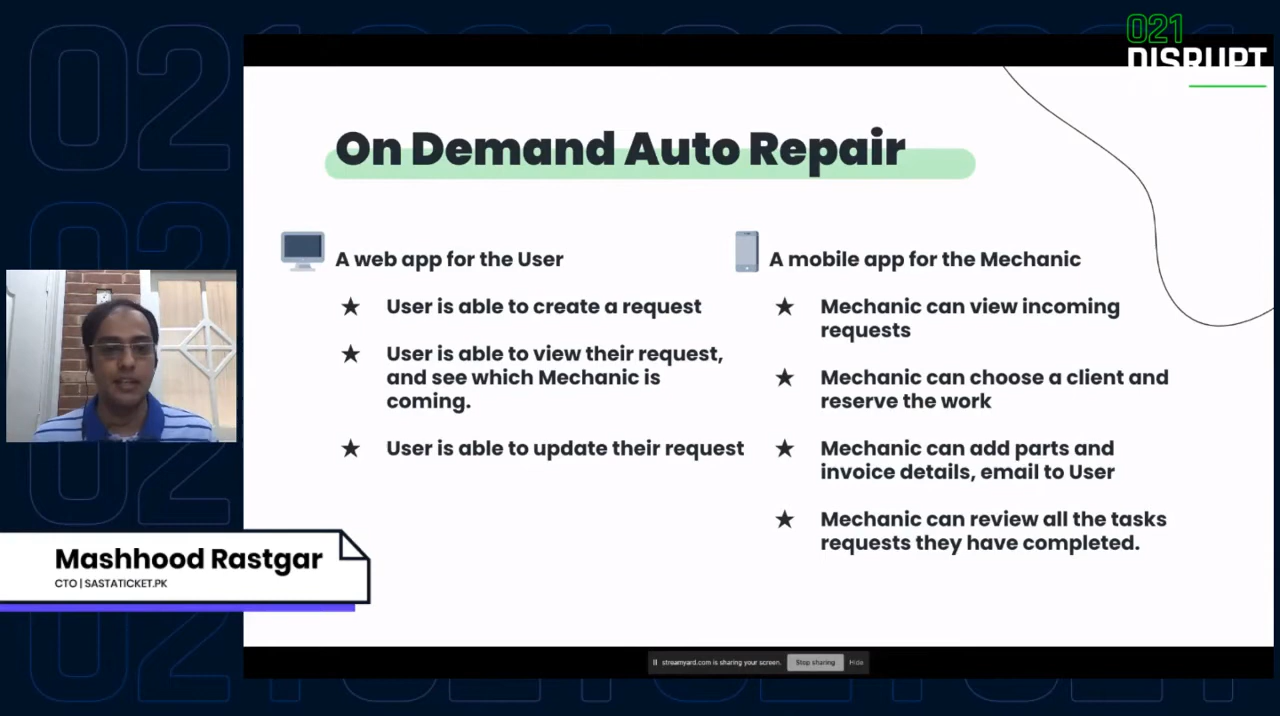 021
DISRUPT
On Demand Auto Repair
A web app for the User
★ User is able to create a request
★ User is able to view their request,
and see which Mechanic is
coming.
★ User is able to update their request
A mobile app for the Mechanic
★ Mechanic can view incoming
requests
★ Mechanic can choose a client and
reserve the work
★ Mechanic can add parts and
invoice details, email to User
★ Mechanic can review all the tasks
requests they have completed.
Mashhood Rastgar
CTO | SASTATICKET.PK
streamyard.com is sharing your screen. Stop sharing Hide